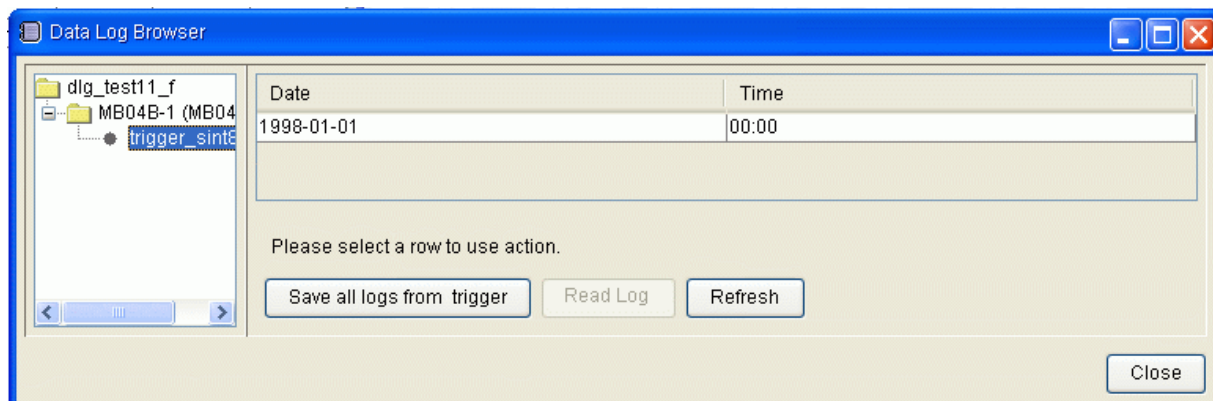 Data Log Browser
dlg_test11_f
MB04B-1 (MB04
trigger_sint8
Date Time
1998-01-01 00:00
Please select a row to use action.
Save all logs from trigger Read Log Refresh
Close